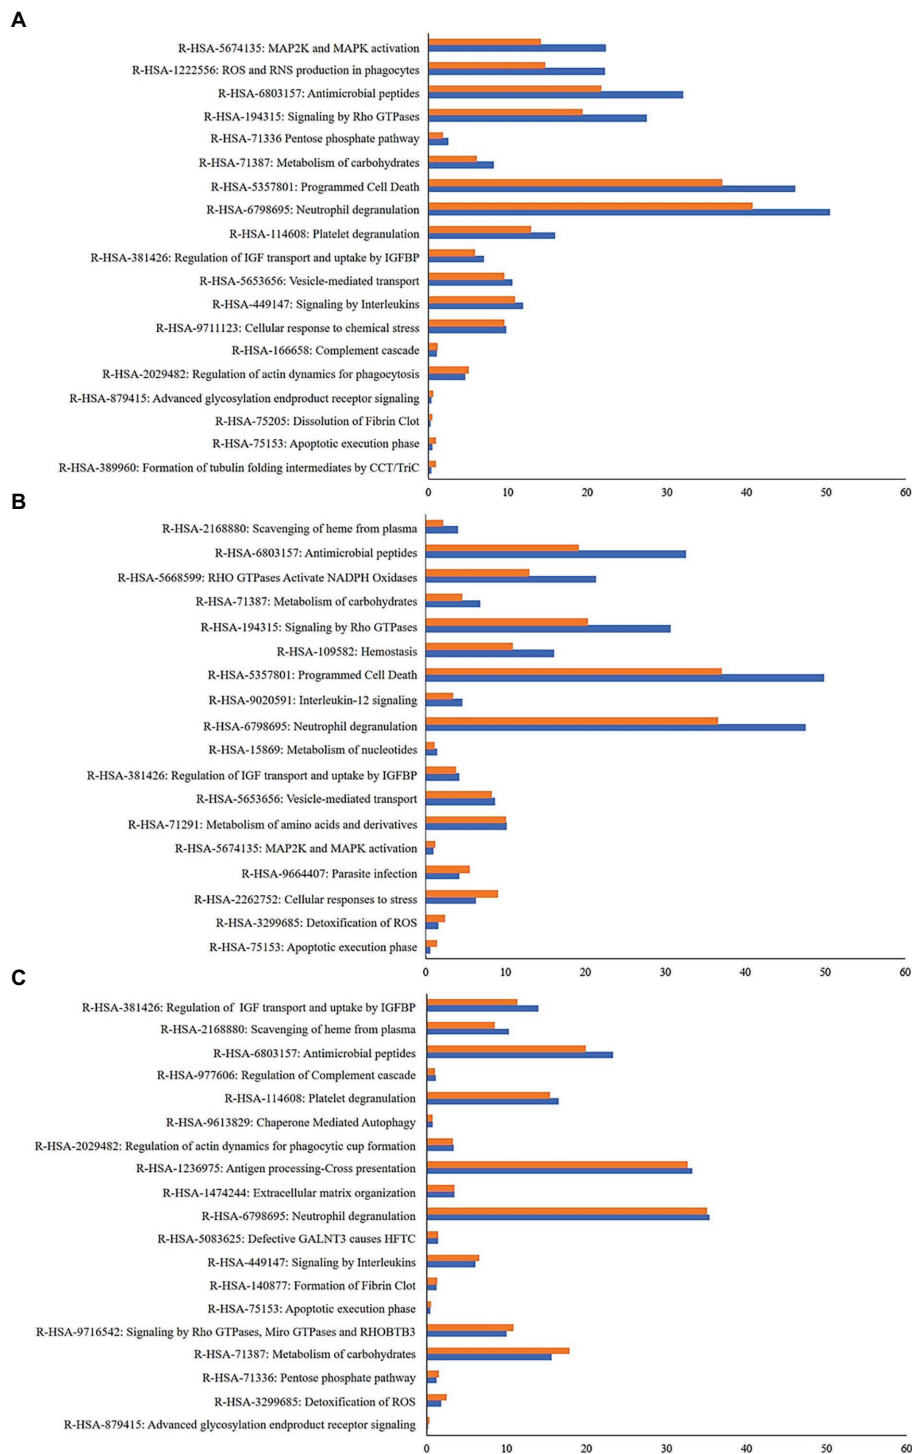 A
R-HSA-5674135: MAP2K and MAPK activation
R-HSA-1222556: ROS and RNS production in phagocytes
R-HSA-6803157: Antimicrobial peptides
R-HSA-194315: Signaling by Rho GTPases
R-HSA-71336 Pentose phosphate pathway
R-HSA-71387: Metabolism of carbohydrates
R-HSA-5357801: Programmed Cell Death
R-HSA-6798695: Neutrophil degranulation
R-HSA-114608: Platelet degranulation
R-HSA-381426: Regulation of IGF transport and uptake by IGFBP
R-HSA-5653656: Vesicle-mediated transport
R-HSA-449147: Signaling by Interleukins
R-HSA-9711123: Cellular response to chemical stress
R-HSA-166658: Complement cascade
R-HSA-2029482: Regulation of actin dynamics for phagocytosis
R-HSA-879415: Advanced glycosylation endproduct receptor signaling
R-HSA-75205: Dissolution of Fibrin Clot
R-HSA-75153: Apoptotic execution phase
R-HSA-389960: Formation of tubulin folding intermediates by CCT/TriC
0 10 20 30 40 50 60
B
R-HSA-2168880: Scavenging of heme from plasma
R-HSA-6803157: Antimicrobial peptides
R-HSA-5668599: RHO GTPases Activate NADPH Oxidases
R-HSA-71387: Metabolism of carbohydrates
R-HSA-194315: Signaling by Rho GTPases
R-HSA-109582: Hemostasis
R-HSA-5357801: Programmed Cell Death
R-HSA-9020591: Interleukin-12 signaling
R-HSA-6798695: Neutrophil degranulation
R-HSA-15869: Metabolism of nucleotides
R-HSA-381426: Regulation of IGF transport and uptake by IGFBP
R-HSA-5653656: Vesicle-mediated transport
R-HSA-71291: Metabolism of amino acids and derivatives
R-HSA-5674135: MAP2K and MAPK activation
R-HSA-9664407: Parasite infection
R-HSA-2262752: Cellular responses to stress
R-HSA-3299685: Detoxification of ROS
R-HSA-75153: Apoptotic execution phase
0 10 20 30 40 50 60
C
R-HSA-381426: Regulation of IGF transport and uptake by IGFBP
R-HSA-2168880: Scavenging of heme from plasma
R-HSA-6803157: Antimicrobial peptides
R-HSA-977606: Regulation of Complement cascade
R-HSA-114608: Platelet degranulation
R-HSA-9613829: Chaperone Mediated Autophagy
R-HSA-2029482: Regulation of actin dynamics for phagocytic cup formation
R-HSA-1236975: Antigen processing-Cross presentation
R-HSA-1474244: Extracellular matrix organization
R-HSA-6798695: Neutrophil degranulation
R-HSA-5083625: Defective GALNT3 causes HFTC
R-HSA-449147: Signaling by Interleukins
R-HSA-140877: Formation of Fibrin Clot
R-HSA-75153: Apoptotic execution phase
R-HSA-9716542: Signaling by Rho GTPases, Miro GTPases and RHOBTB3
R-HSA-71387: Metabolism of carbohydrates
R-HSA-71336: Pentose phosphate pathway
R-HSA-3299685: Detoxification of ROS
R-HSA-879415: Advanced glycosylation endproduct receptor signaling
0 10 20 30 40 50 60